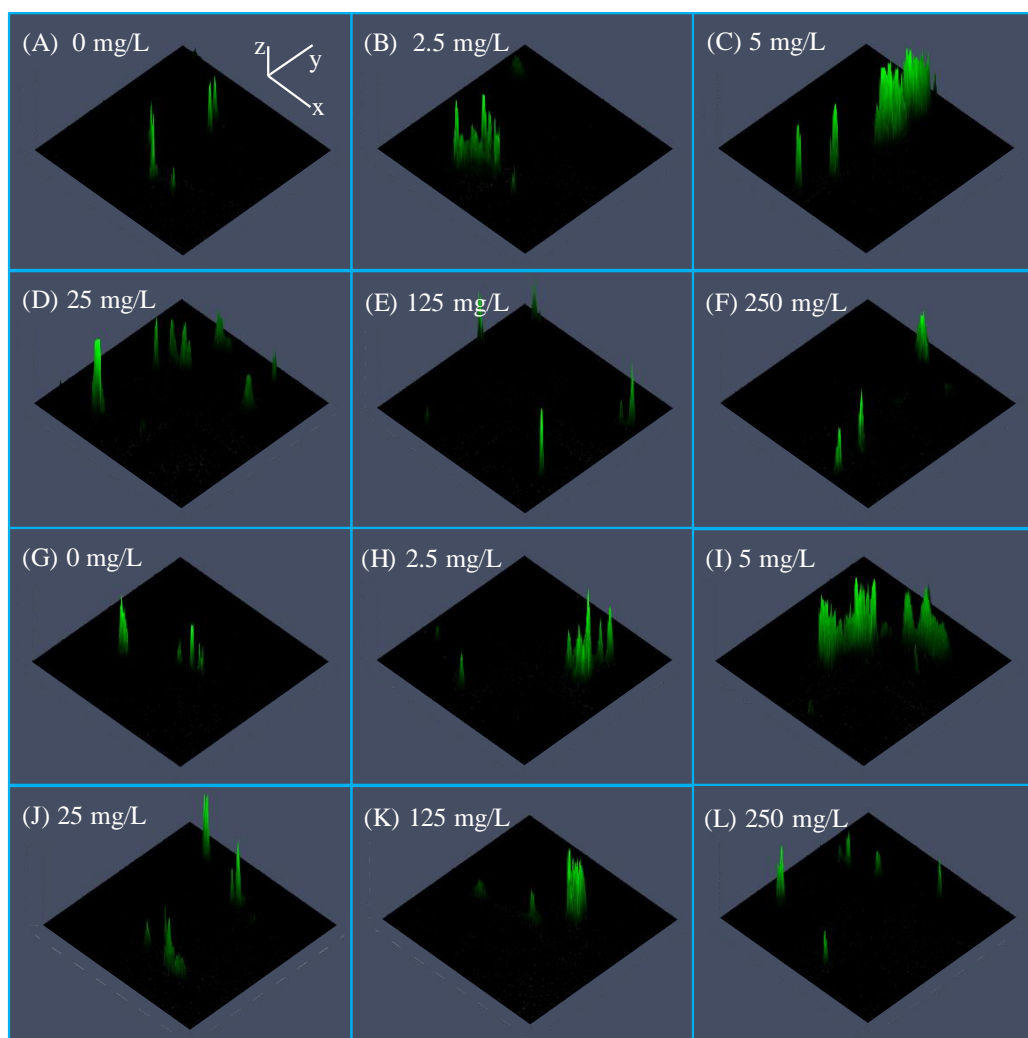 (A) 0 mg/L
z
y
x
(B) 2.5 mg/L
(C) 5 mg/L
(D) 25 mg/L
(E) 125 mg/L
(F) 250 mg/L
(G) 0 mg/L
(H) 2.5 mg/L
(I) 5 mg/L
(J) 25 mg/L
(K) 125 mg/L
(L) 250 mg/L